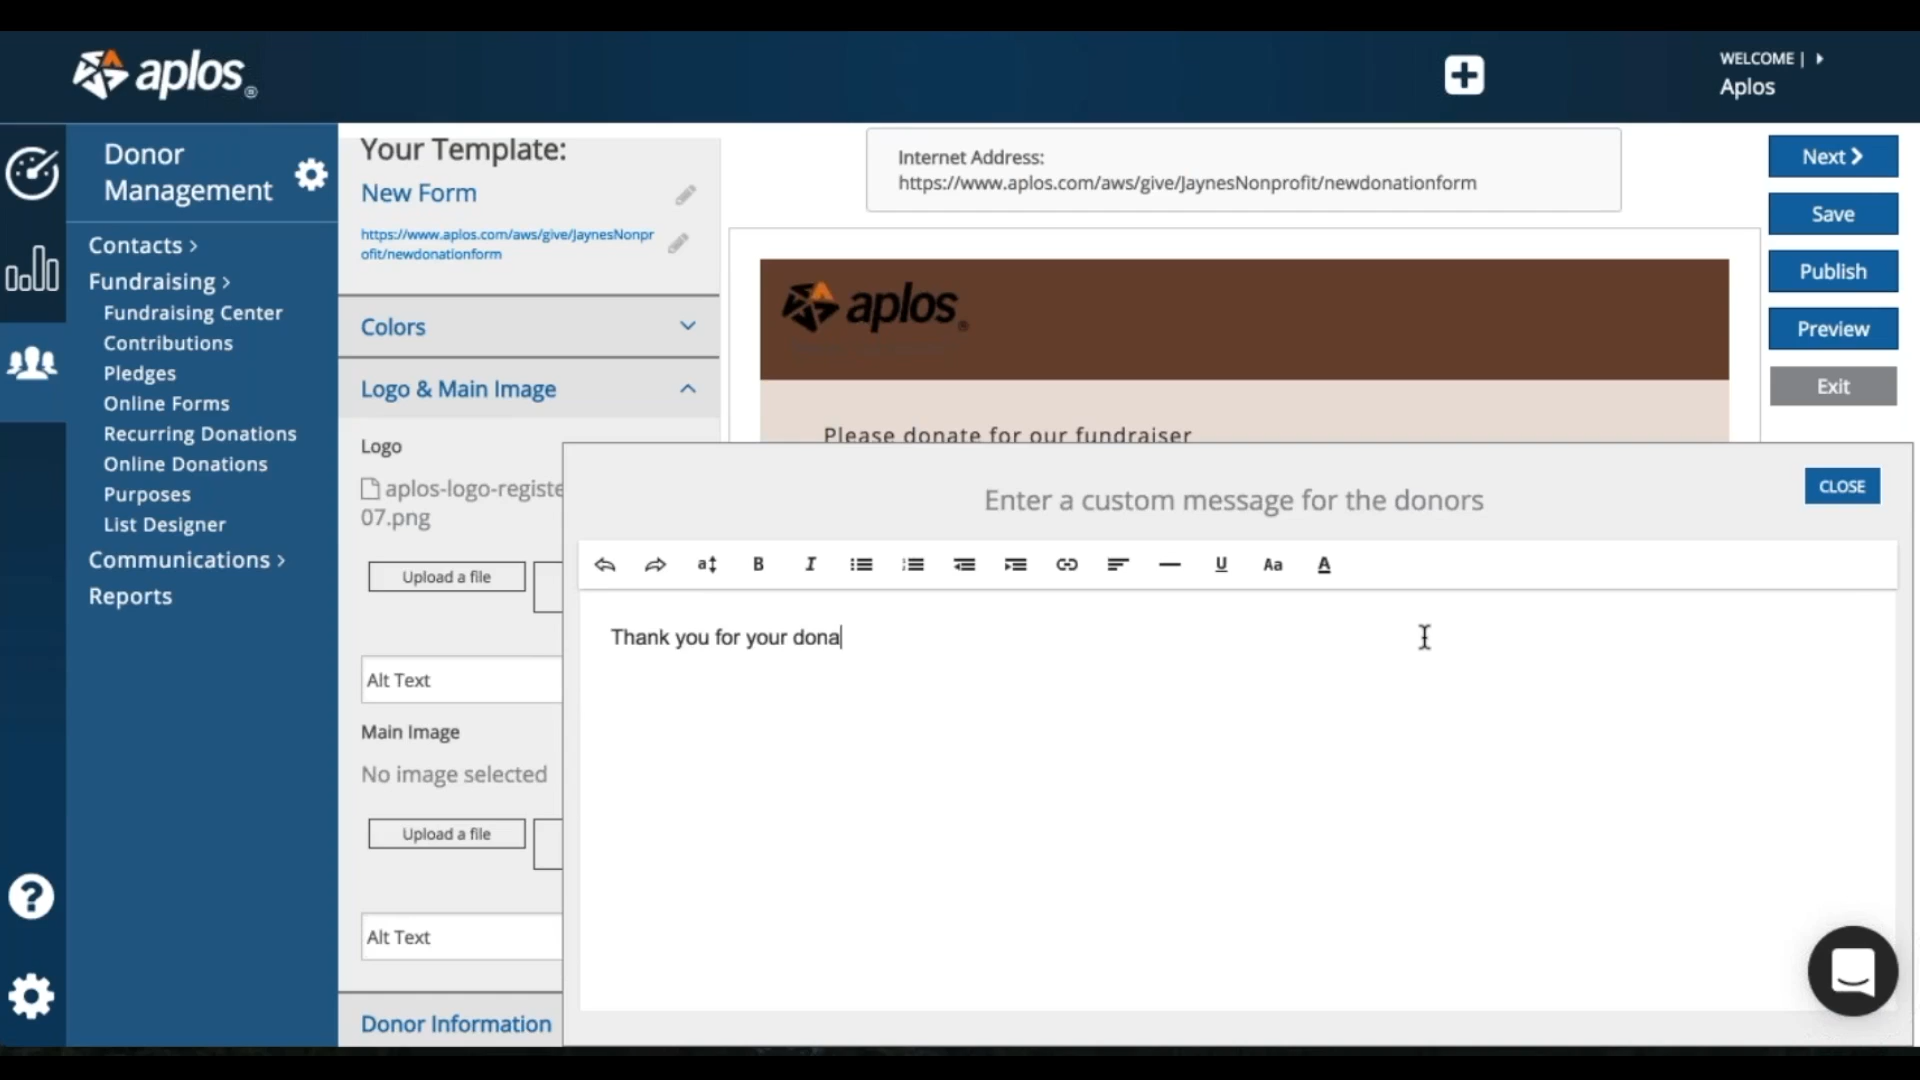 aplos®
WELCOME |
Aplos
Donor
Management
Contacts >
Fundraising >
Fundraising Center
Contributions
Pledges
Online Forms
Recurring Donations
Online Donations
Purposes
List Designer
Communications >
Reports
Your Template:
New Form
https://www.aplos.com/aws/give/JaynesNonpr
ofit/newdonationform
Colors
Logo & Main Image
Logo
aplos-logo-registe
07.png
Upload a file
Alt Text
Main Image
No image selected
Upload a file
Alt Text
Donor Information
Internet Address:
https://www.aplos.com/aws/give/JaynesNonprofit/newdonationform
aplos®
Please donate for our fundraiser
Next >
Save
Publish
Preview
Exit
Enter a custom message for the donors
CLOSE
a B I U Aa A
Thank you for your dona
?